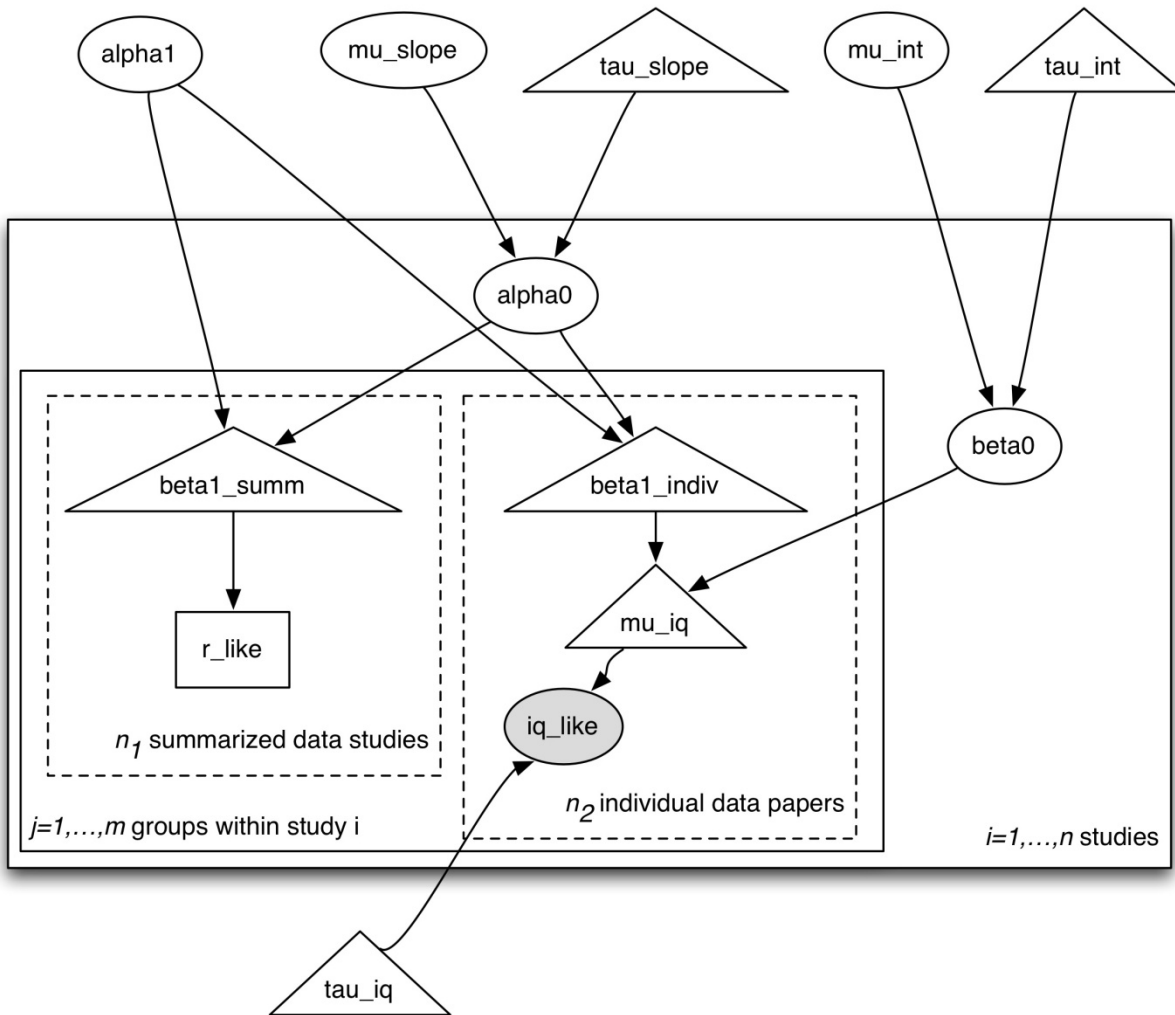 alpha1
mu_slope
tau_slope
mu_int
tau_int
alpha0
beta0
beta1_summ
beta1_indiv
mu_iq
r_like
iq_like
n1 summarized data studies
n2 individual data papers
j=1,...,m groups within study i
i=1,...,n studies
tau_iq